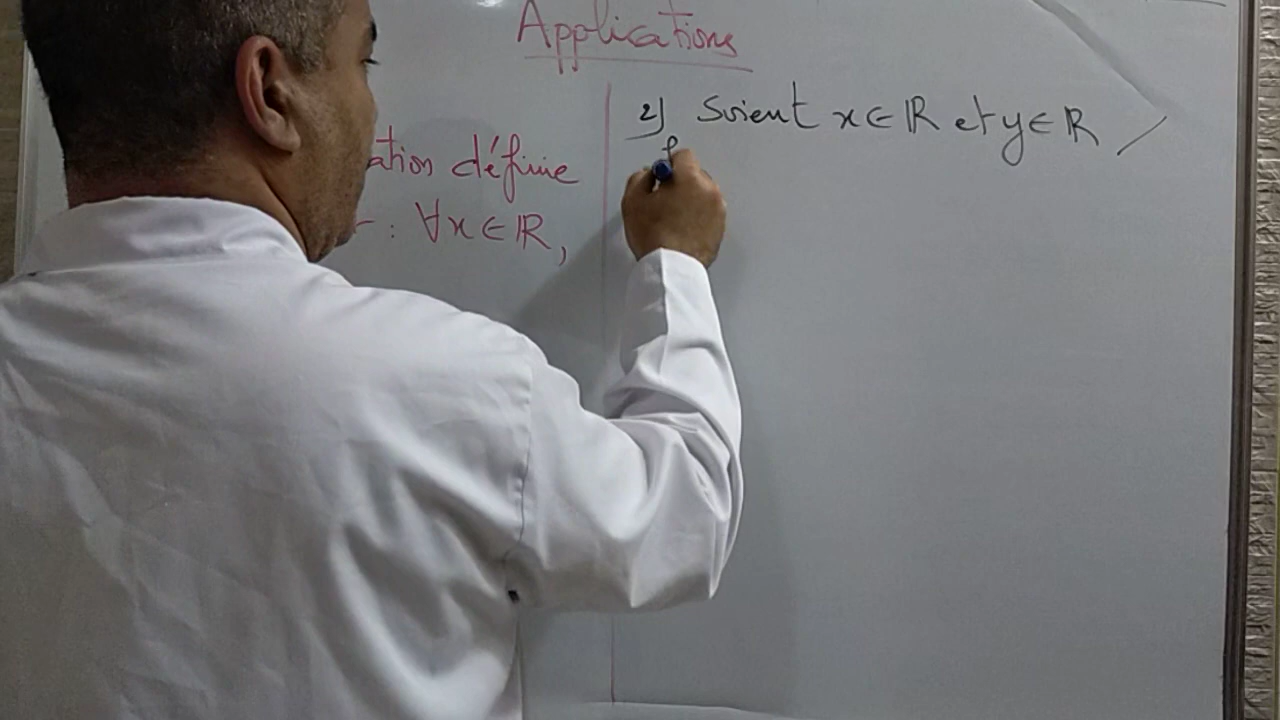 Applications
ation définie
: ∀x∈ℝ,
2) Soient x∈ℝ et y∈ℝ /
f